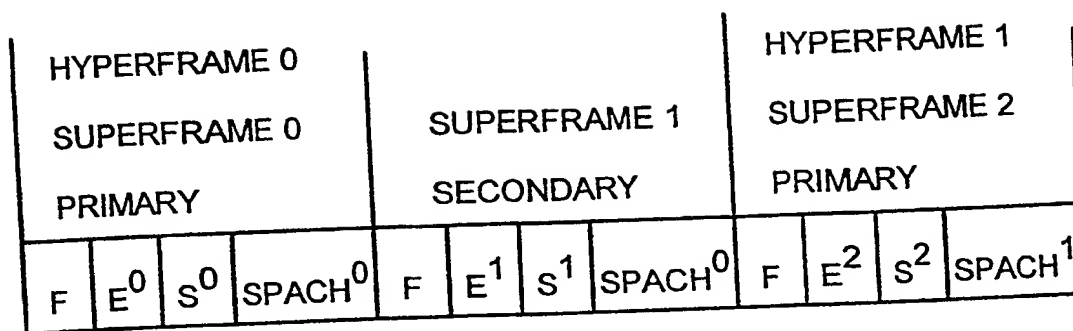 HYPERFRAME 0
SUPERFRAME 0
PRIMARY
SUPERFRAME 1
SECONDARY
HYPERFRAME 1
SUPERFRAME 2
PRIMARY
F E⁰ S⁰ SPACH⁰ F E¹ S¹ SPACH⁰ F E² S² SPACH¹